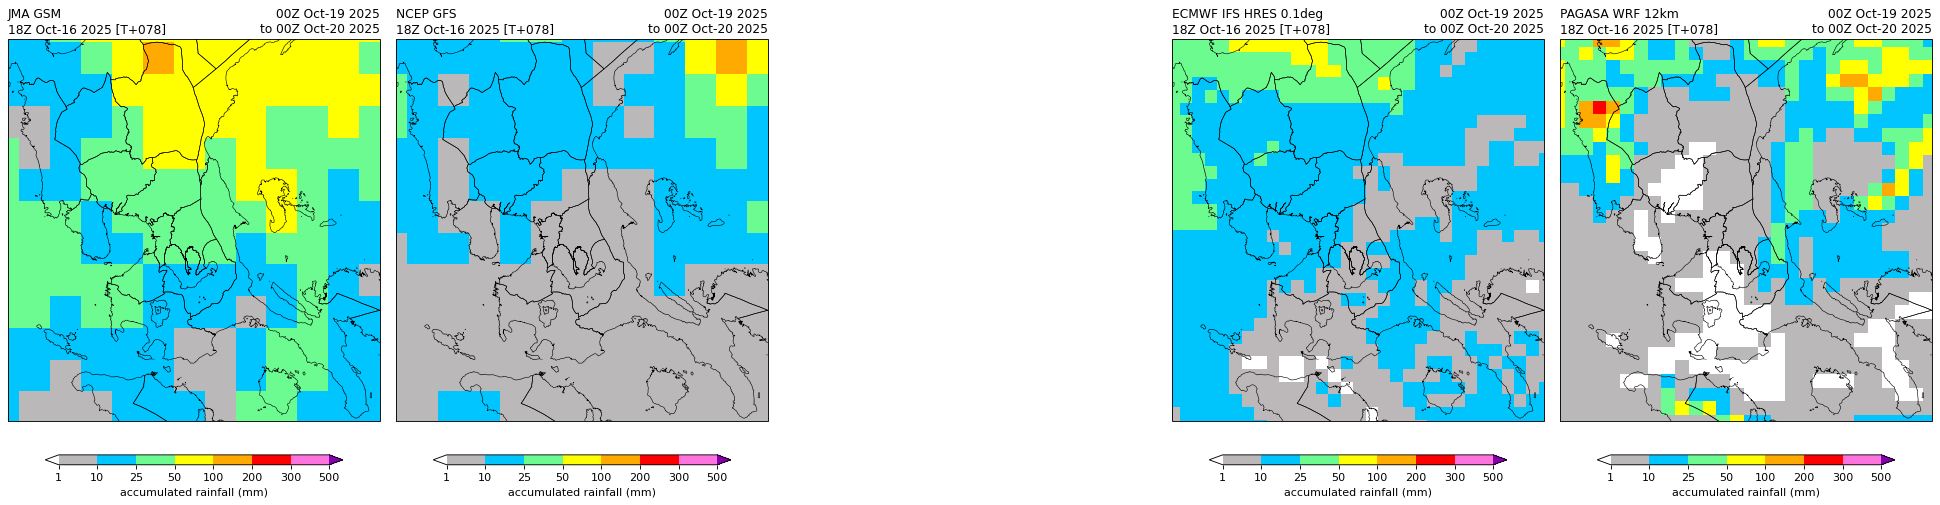 JMA GSM 00Z Oct-19 2025
18Z Oct-16 2025 [T+078] to 00Z Oct-20 2025
1 10 25 50 100 200 300 500
accumulated rainfall (mm)
NCEP GFS 00Z Oct-19 2025
18Z Oct-16 2025 [T+078] to 00Z Oct-20 2025
1 10 25 50 100 200 300 500
accumulated rainfall (mm)
ECMWF IFS HRES 0.1deg 00Z Oct-19 2025
18Z Oct-16 2025 [T+078] to 00Z Oct-20 2025
1 10 25 50 100 200 300 500
accumulated rainfall (mm)
PAGASA WRF 12km 00Z Oct-19 2025
18Z Oct-16 2025 [T+078] to 00Z Oct-20 2025
1 10 25 50 100 200 300 500
accumulated rainfall (mm)